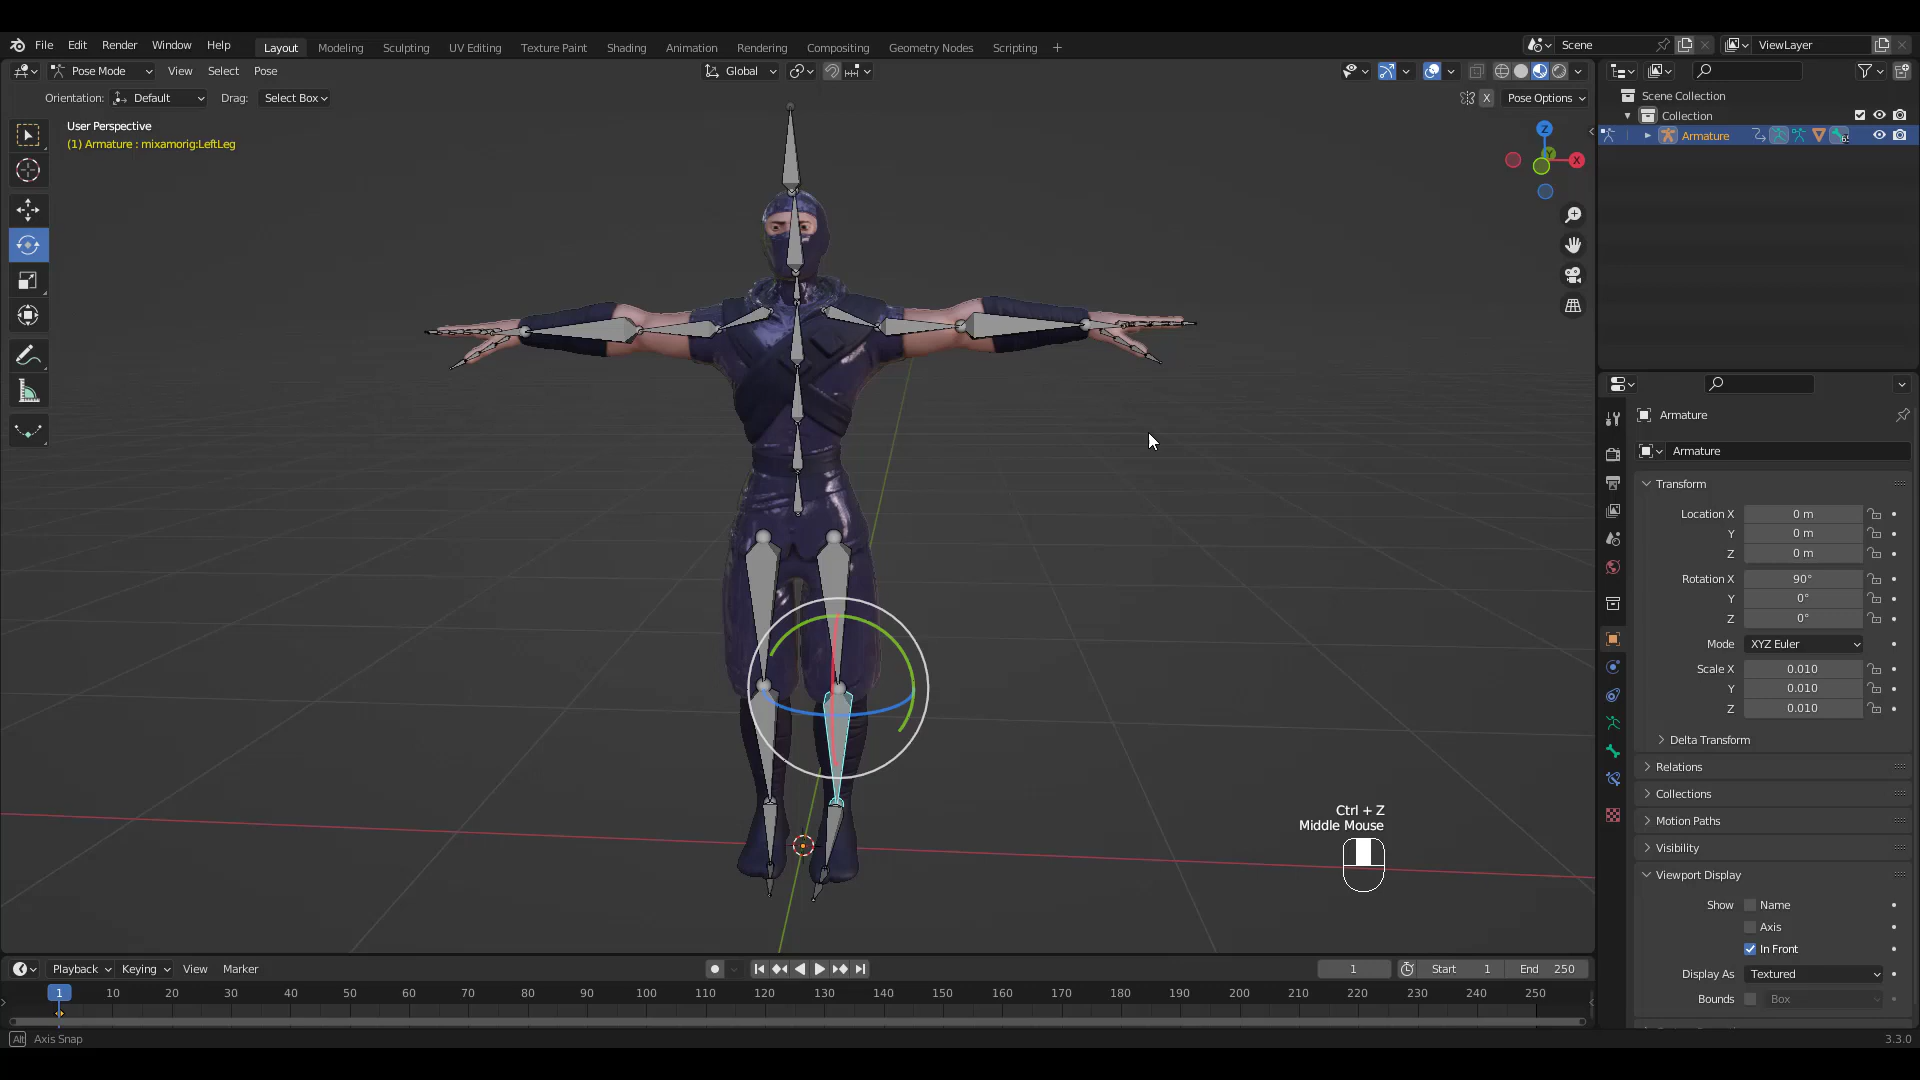 File Edit Render Window Help Layout Modeling Sculpting UV Editing Texture Paint Shading Animation Rendering Compositing Geometry Nodes Scripting + Scene ViewLayer
Pose Mode View Select Pose Global
Orientation: Default Drag: Select Box X Pose Options
User Perspective
(1) Armature : mixamorig:LeftLeg
Z
X
Y
Scene Collection
Collection
Armature
Armature
Armature
Transform
Location X 0 m
Y 0 m
Z 0 m
Rotation X 90°
Y 0°
Z 0°
Mode XYZ Euler
Scale X 0.010
Y 0.010
Z 0.010
Delta Transform
Relations
Collections
Motion Paths
Visibility
Viewport Display
Show Name
Axis
In Front
Display As Textured
Bounds Box
Ctrl + Z
Middle Mouse
Playback Keying View Marker 1 Start 1 End 250
1 10 20 30 40 50 60 70 80 90 100 110 120 130 140 150 160 170 180 190 200 210 220 230 240 250
Alt Axis Snap 3.3.0